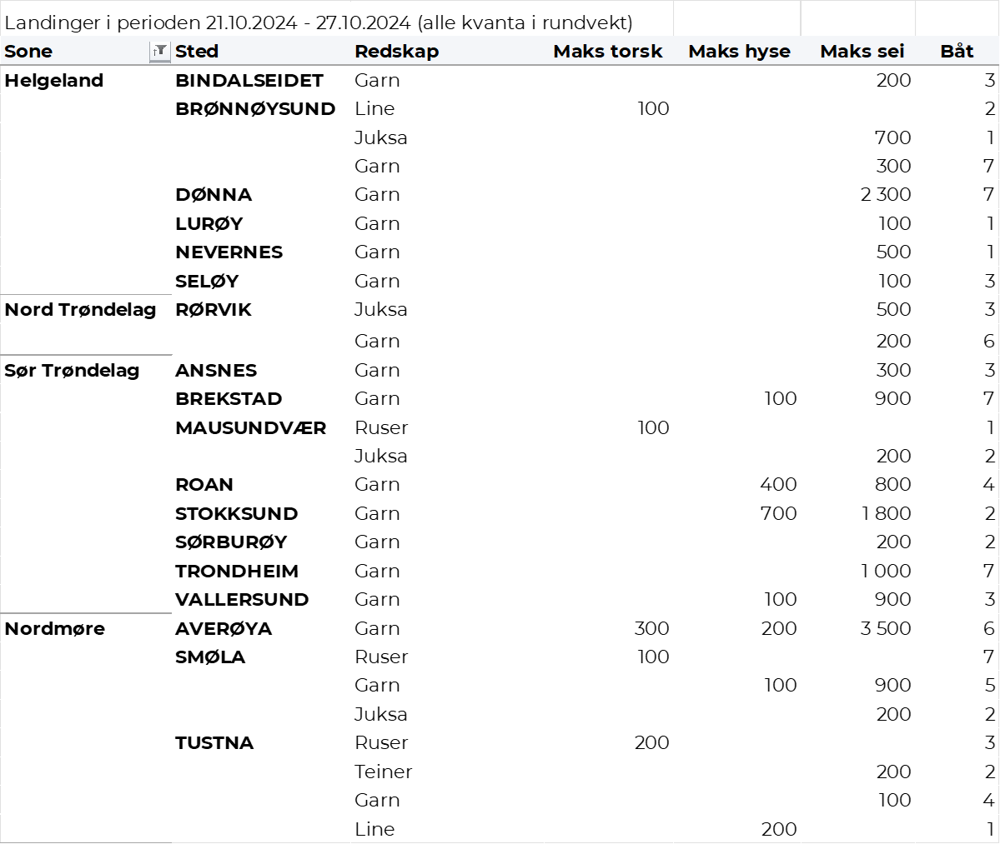 Landinger i perioden 21.10.2024 - 27.10.2024 (alle kvanta i rundvekt)
Sone Sted Redskap Maks torsk Maks hyse Maks sei Båt
Helgeland BINDALSEIDET Garn 200 3
BRØNNØYSUND Line 100 2
Juksa 700 1
Garn 300 7
DØNNA Garn 2 300 7
LURØY Garn 100 1
NEVERNES Garn 500 1
SELØY Garn 100 3
Nord Trøndelag RØRVIK Juksa 500 3
Garn 200 6
Sør Trøndelag ANSNES Garn 300 3
BREKSTAD Garn 100 900 7
MAUSUNDVÆR Ruser 100 1
Juksa 200 2
ROAN Garn 400 800 4
STOKKSUND Garn 700 1 800 2
SØRBURØY Garn 200 2
TRONDHEIM Garn 1 000 7
VALLERSUND Garn 100 900 3
Nordmøre AVERØYA Garn 300 200 3 500 6
SMØLA Ruser 100 7
Garn 100 900 5
Juksa 200 2
TUSTNA Ruser 200 3
Teiner 200 2
Garn 100 4
Line 200 1